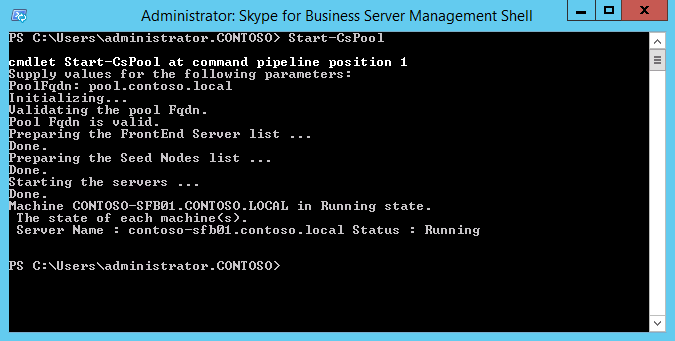 Administrator: Skype for Business Server Management Shell
PS C:\Users\administrator.CONTOSO> Start-CsPool
cmdlet Start-CsPool at command pipeline position 1
Supply values for the following parameters:
PoolFqdn: pool.contoso.local
Initializing...
Validating the pool Fqdn.
Pool Fqdn is valid.
Preparing the FrontEnd Server list ...
Done.
Preparing the Seed Nodes list ...
Done.
Starting the servers ...
Done.
Machine CONTOSO-SFB01.CONTOSO.LOCAL in Running state.
The state of each machine(s).
Server Name : contoso-sfb01.contoso.local Status : Running
PS C:\Users\administrator.CONTOSO>